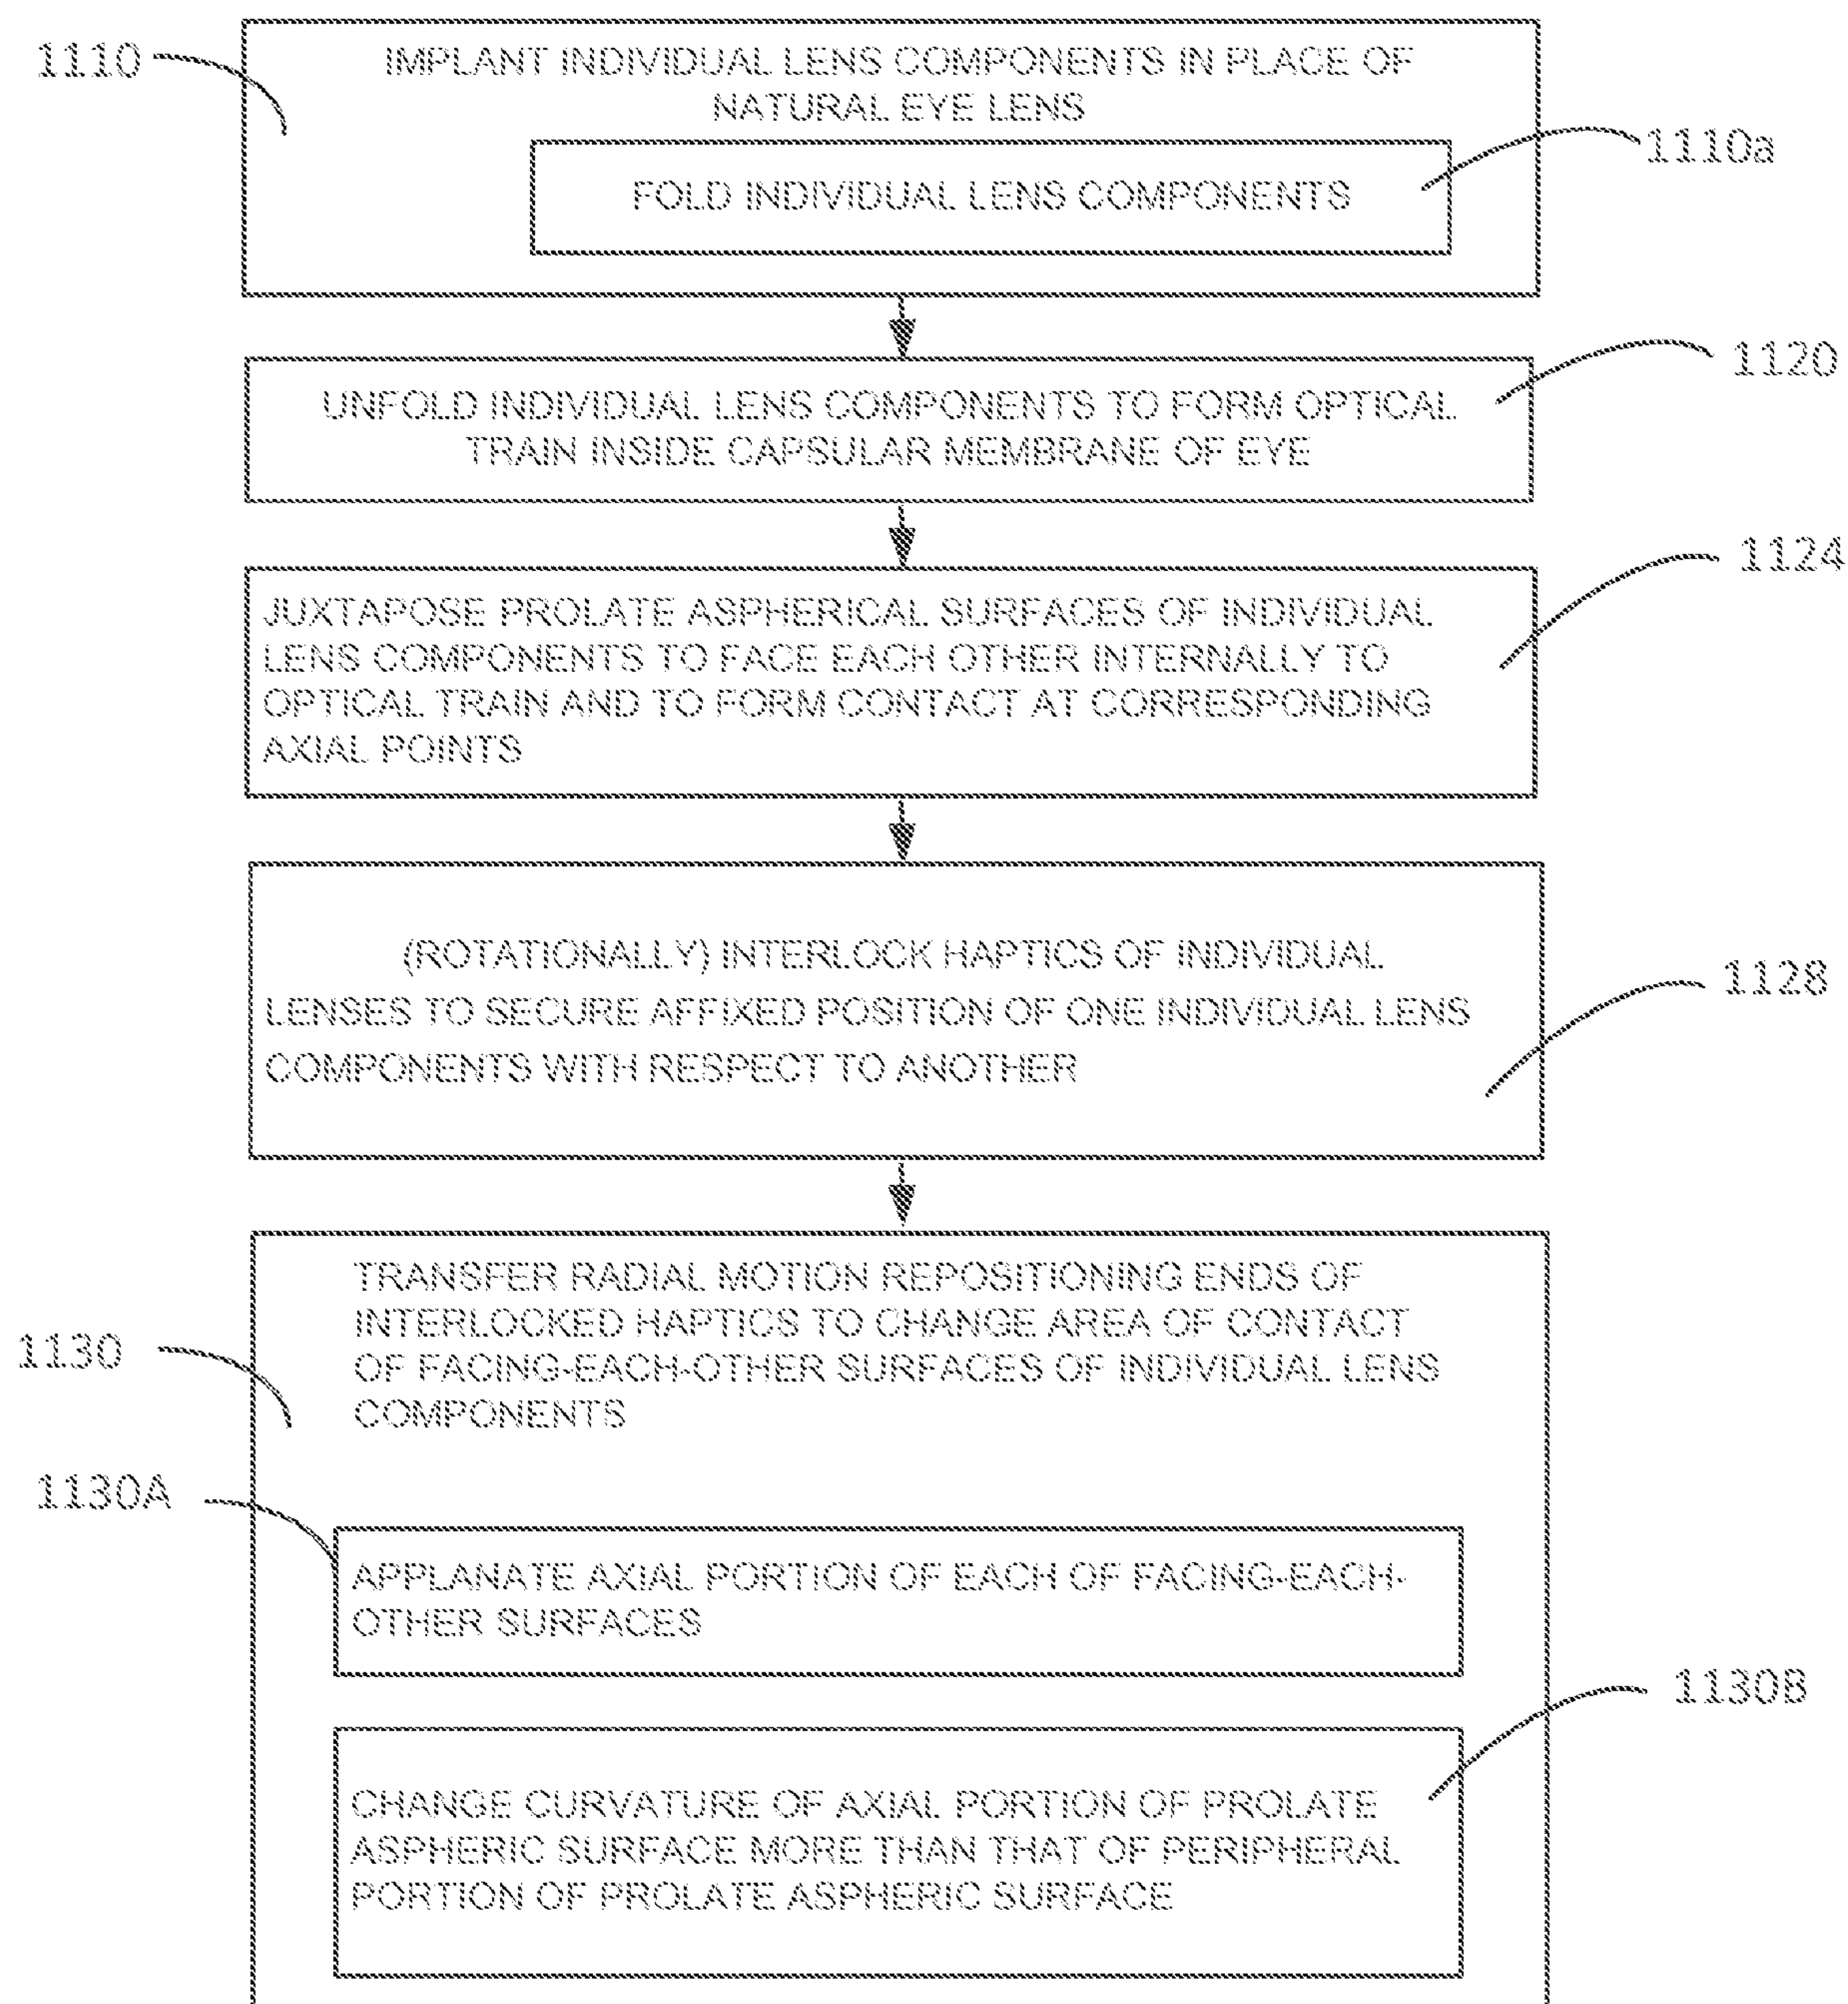 1110
IMPLANT INDIVIDUAL LENS COMPONENTS IN PLACE OF
NATURAL EYE LENS
1110a
FOLD INDIVIDUAL LENS COMPONENTS
1120
UNFOLD INDIVIDUAL LENS COMPONENTS TO FORM OPTICAL
TRAIN INSIDE CAPSULAR MEMBRANE OF EYE
1124
JUXTAPOSE PROLATE ASPHERICAL SURFACES OF INDIVIDUAL
LENS COMPONENTS TO FACE EACH OTHER INTERNALLY TO
OPTICAL TRAIN AND TO FORM CONTACT AT CORRESPONDING
AXIAL POINTS
(ROTATIONALLY) INTERLOCK HAPTICS OF INDIVIDUAL
1128
LENSES TO SECURE AFFIXED POSITION OF ONE INDIVIDUAL LENS
COMPONENTS WITH RESPECT TO ANOTHER
TRANSFER RADIAL MOTION REPOSITIONING ENDS OF
INTERLOCKED HAPTICS TO CHANGE AREA OF CONTACT
1130
OF FACING-EACH-OTHER SURFACES OF INDIVIDUAL LENS
COMPONENTS
1130A
APPLANATE AXIAL PORTION OF EACH OF FACING-EACH-
OTHER SURFACES
1130B
CHANGE CURVATURE OF AXIAL PORTION OF PROLATE
ASPHERIC SURFACE MORE THAN THAT OF PERIPHERAL
PORTION OF PROLATE ASPHERIC SURFACE